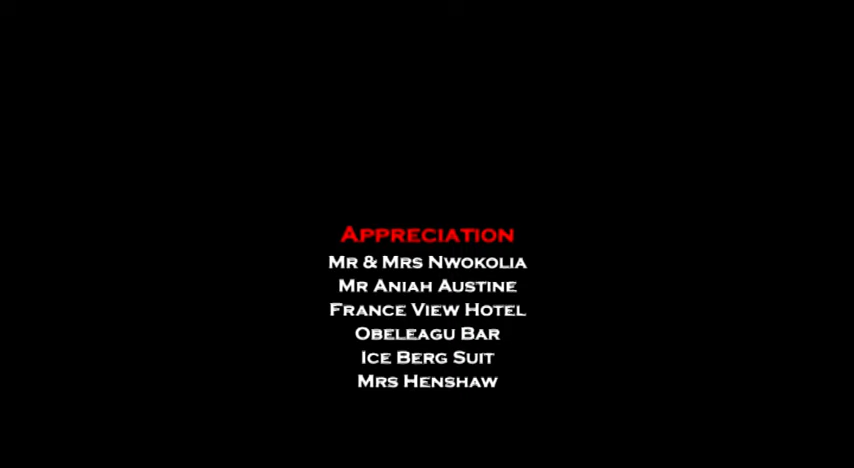 Appreciation
Mr & Mrs Nwokolia
Mr Aniah Austine
France View Hotel
Obeleagu Bar
Ice Berg Suit
Mrs Henshaw